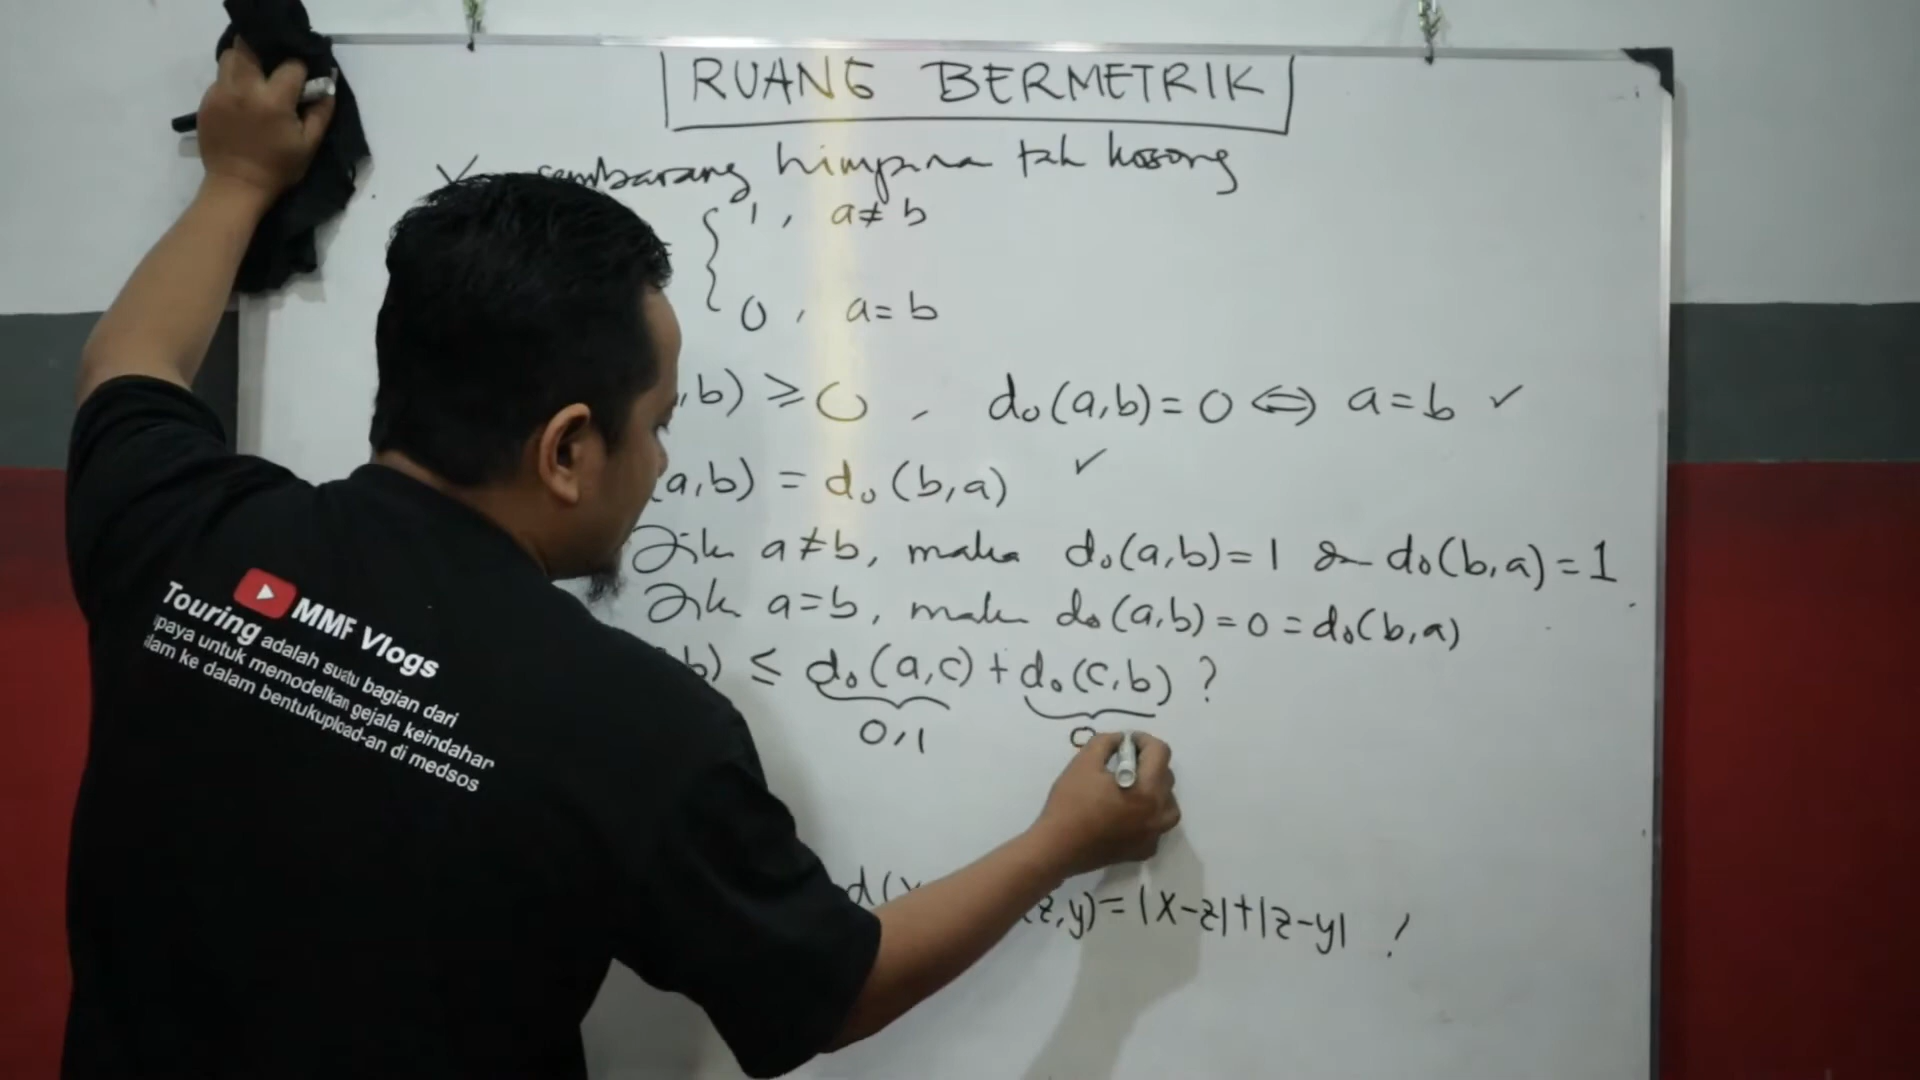 RUANG BERMETRIK
sembarang himpunan tak kosong
1, a≠b
0, a=b
,b) ≥ 0, d₀(a,b)=0 ⇔ a=b ✓
(a,b) = d₀(b,a) ✓
Jika a≠b, maka d₀(a,b)=1 & d₀(b,a)=1
Jika a=b, maka d₀(a,b)=0=d₀(b,a)
b) ≤ d₀(a,c)+d₀(c,b) ?
0,1 0
(z,y)=|x-z|+|z-y| !
MMF Vlogs
Touring adalah suatu bagian dari
upaya untuk memodelkan gejala keindahan
alam ke dalam bentukupload-an di medsos